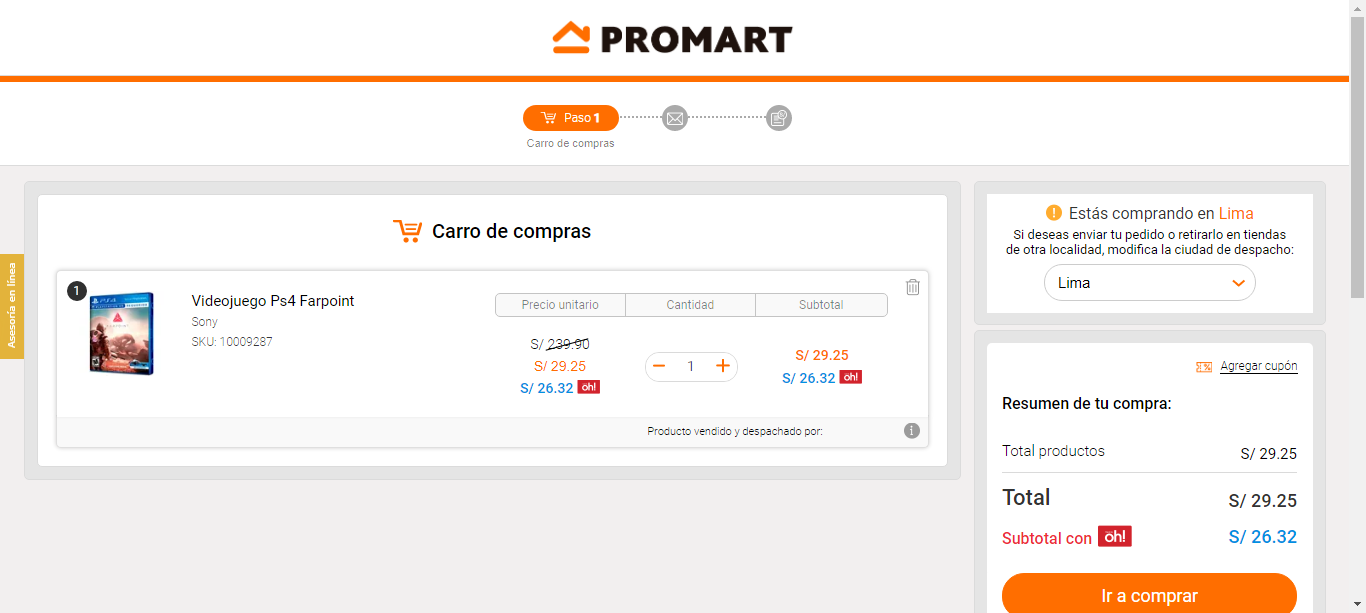 PROMART
Paso 1
Carro de compras
Asesoría en línea
Carro de compras
1
Videojuego Ps4 Farpoint
Sony
SKU: 10009287
Precio unitario
Cantidad
Subtotal
S/ 239.90
S/ 29.25
S/ 26.32 oh!
1
S/ 29.25
S/ 26.32 oh!
Producto vendido y despachado por:
Estás comprando en Lima
Si deseas enviar tu pedido o retirarlo en tiendas
de otra localidad, modifica la ciudad de despacho:
Lima
Agregar cupón
Resumen de tu compra:
Total productos S/ 29.25
Total S/ 29.25
Subtotal con oh! S/ 26.32
Ir a comprar